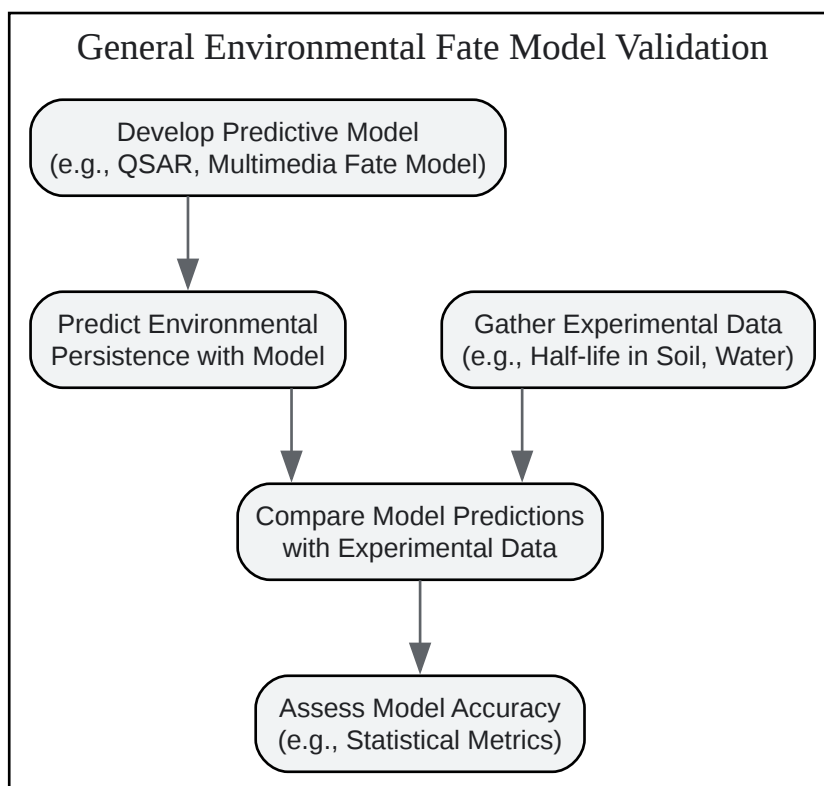 General Environmental Fate Model Validation
Develop Predictive Model
(e.g., QSAR, Multimedia Fate Model)
Predict Environmental
Persistence with Model
Gather Experimental Data
(e.g., Half-life in Soil, Water)
Compare Model Predictions
with Experimental Data
Assess Model Accuracy
(e.g., Statistical Metrics)